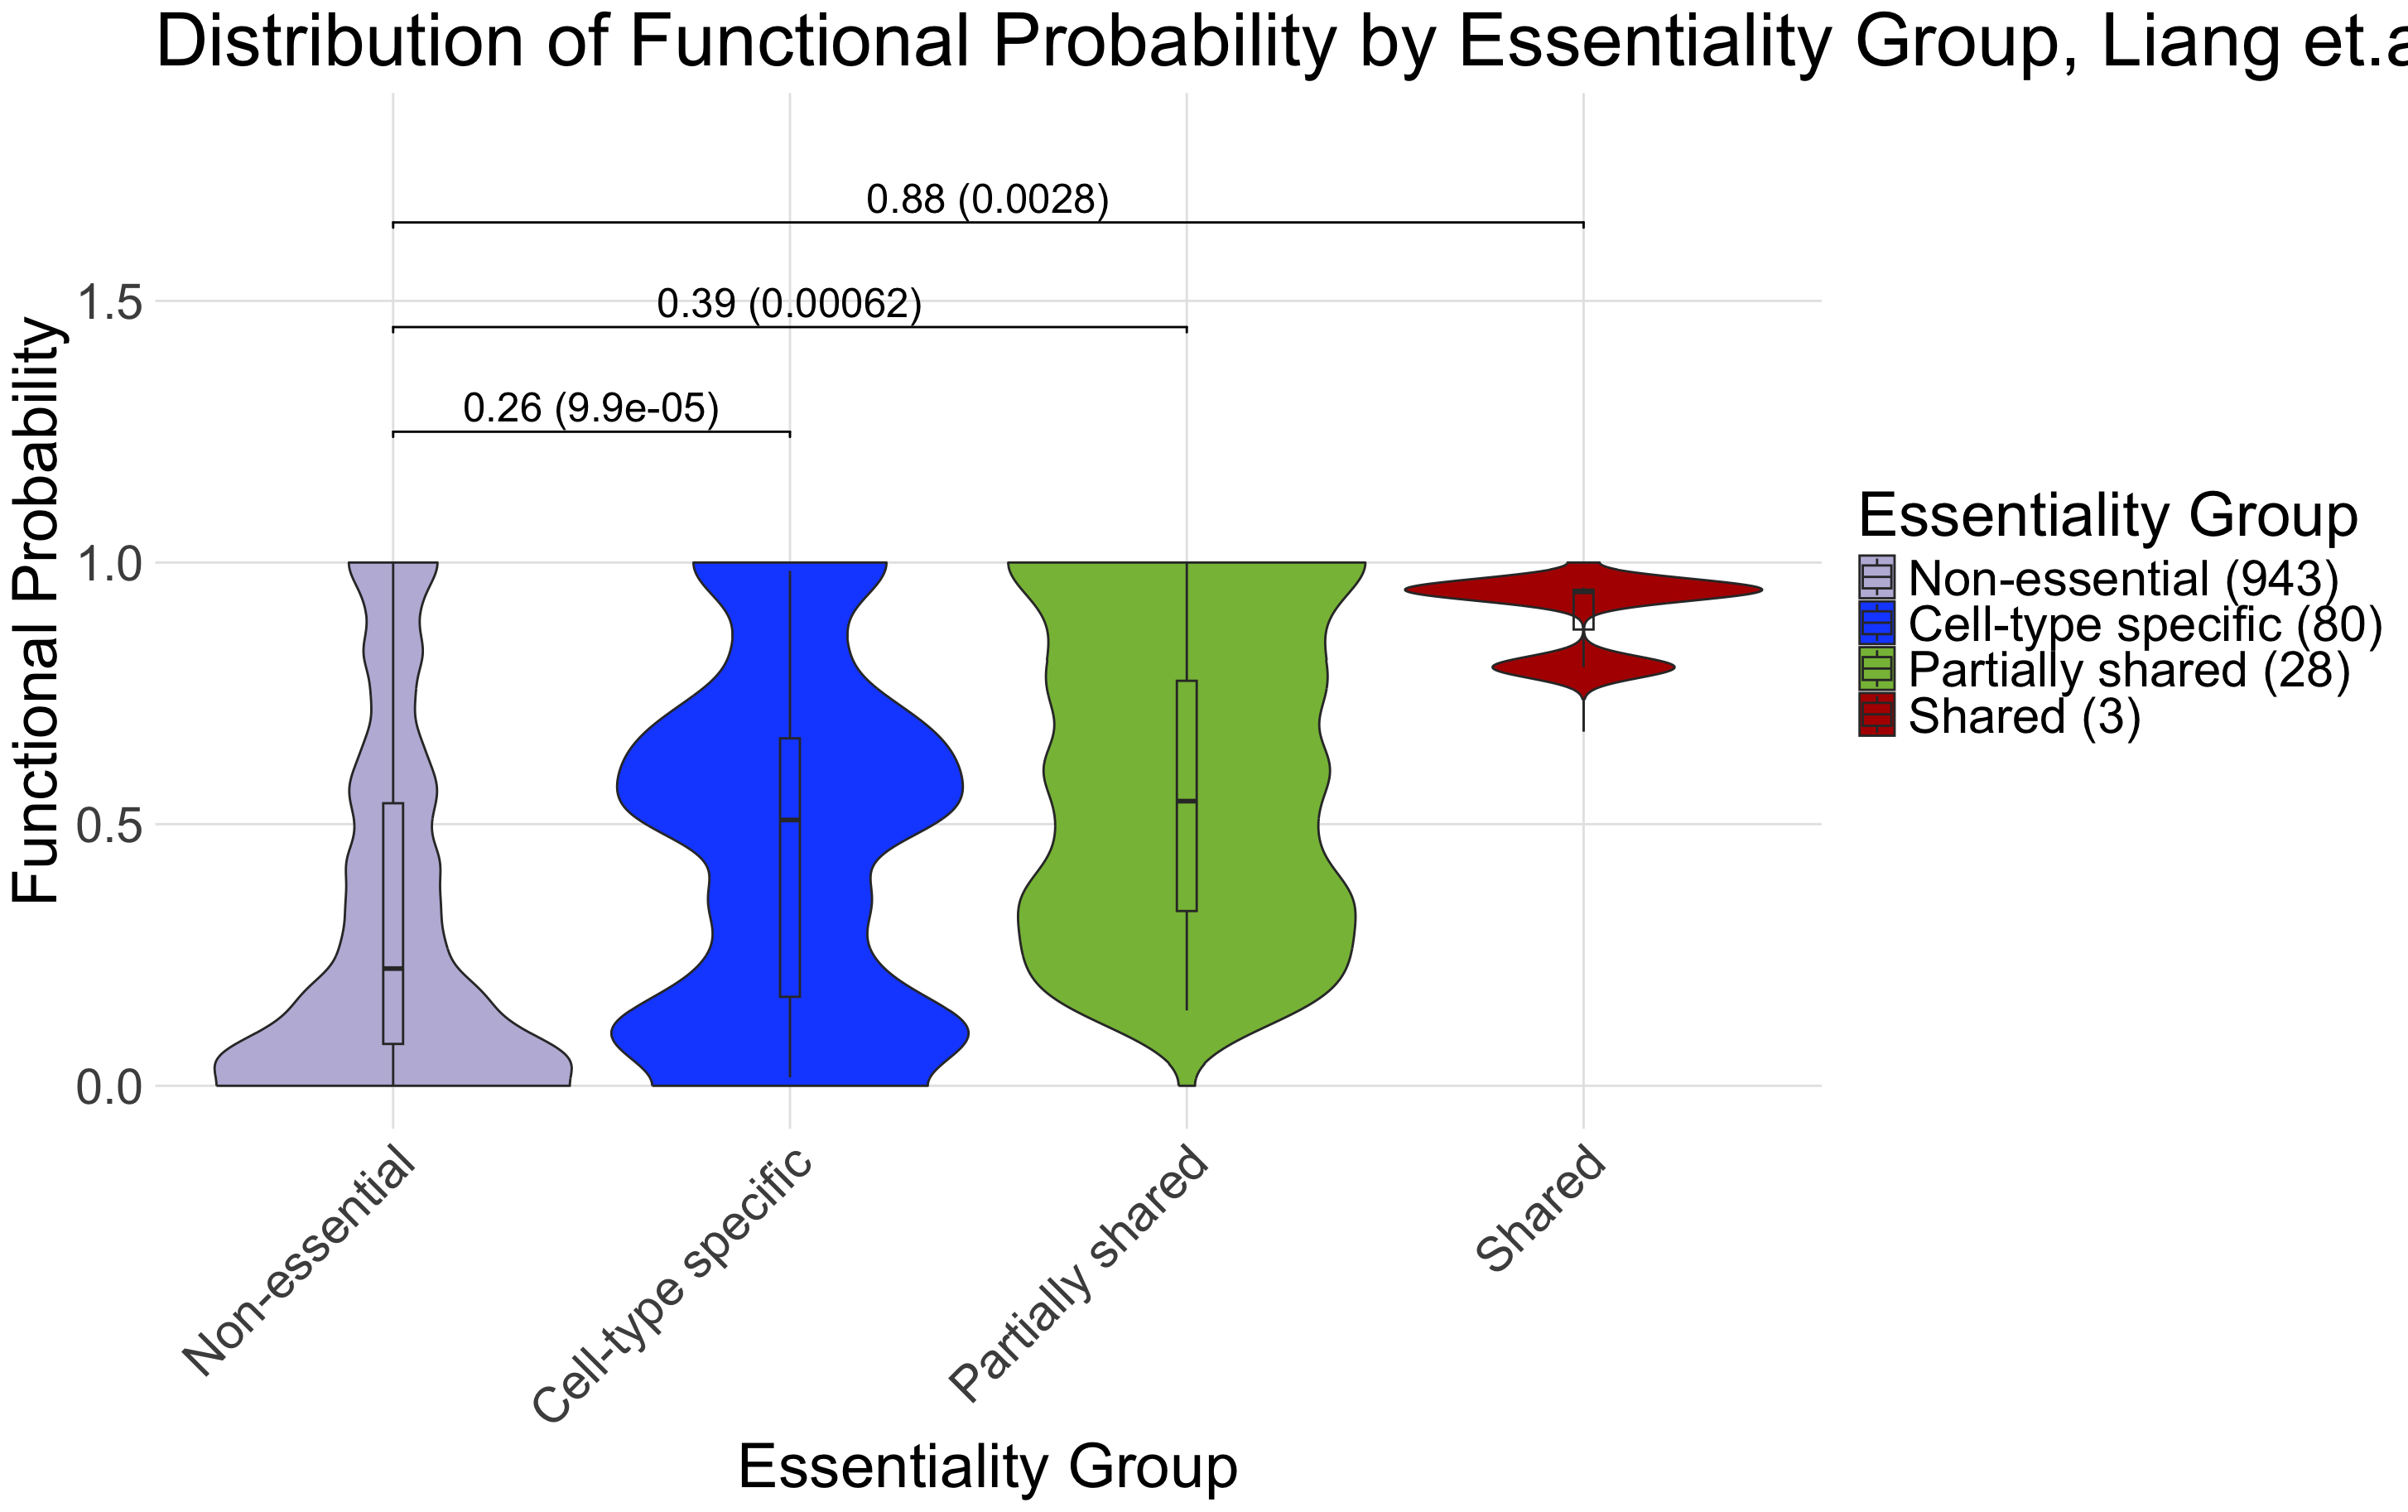 Distribution of Functional Probability by Essentiality Group, Liang et.a
0.88 (0.0028)
1.5
0.39 (0.00062)
0.26 (9.9e-05)
1.0
0.5
0.0
Functional Probability
Essentiality Group
Non-essential (943)
Cell-type specific (80)
Partially shared (28)
Shared (3)
Non-essential
Cell-type specific
Partially shared
Shared
Essentiality Group